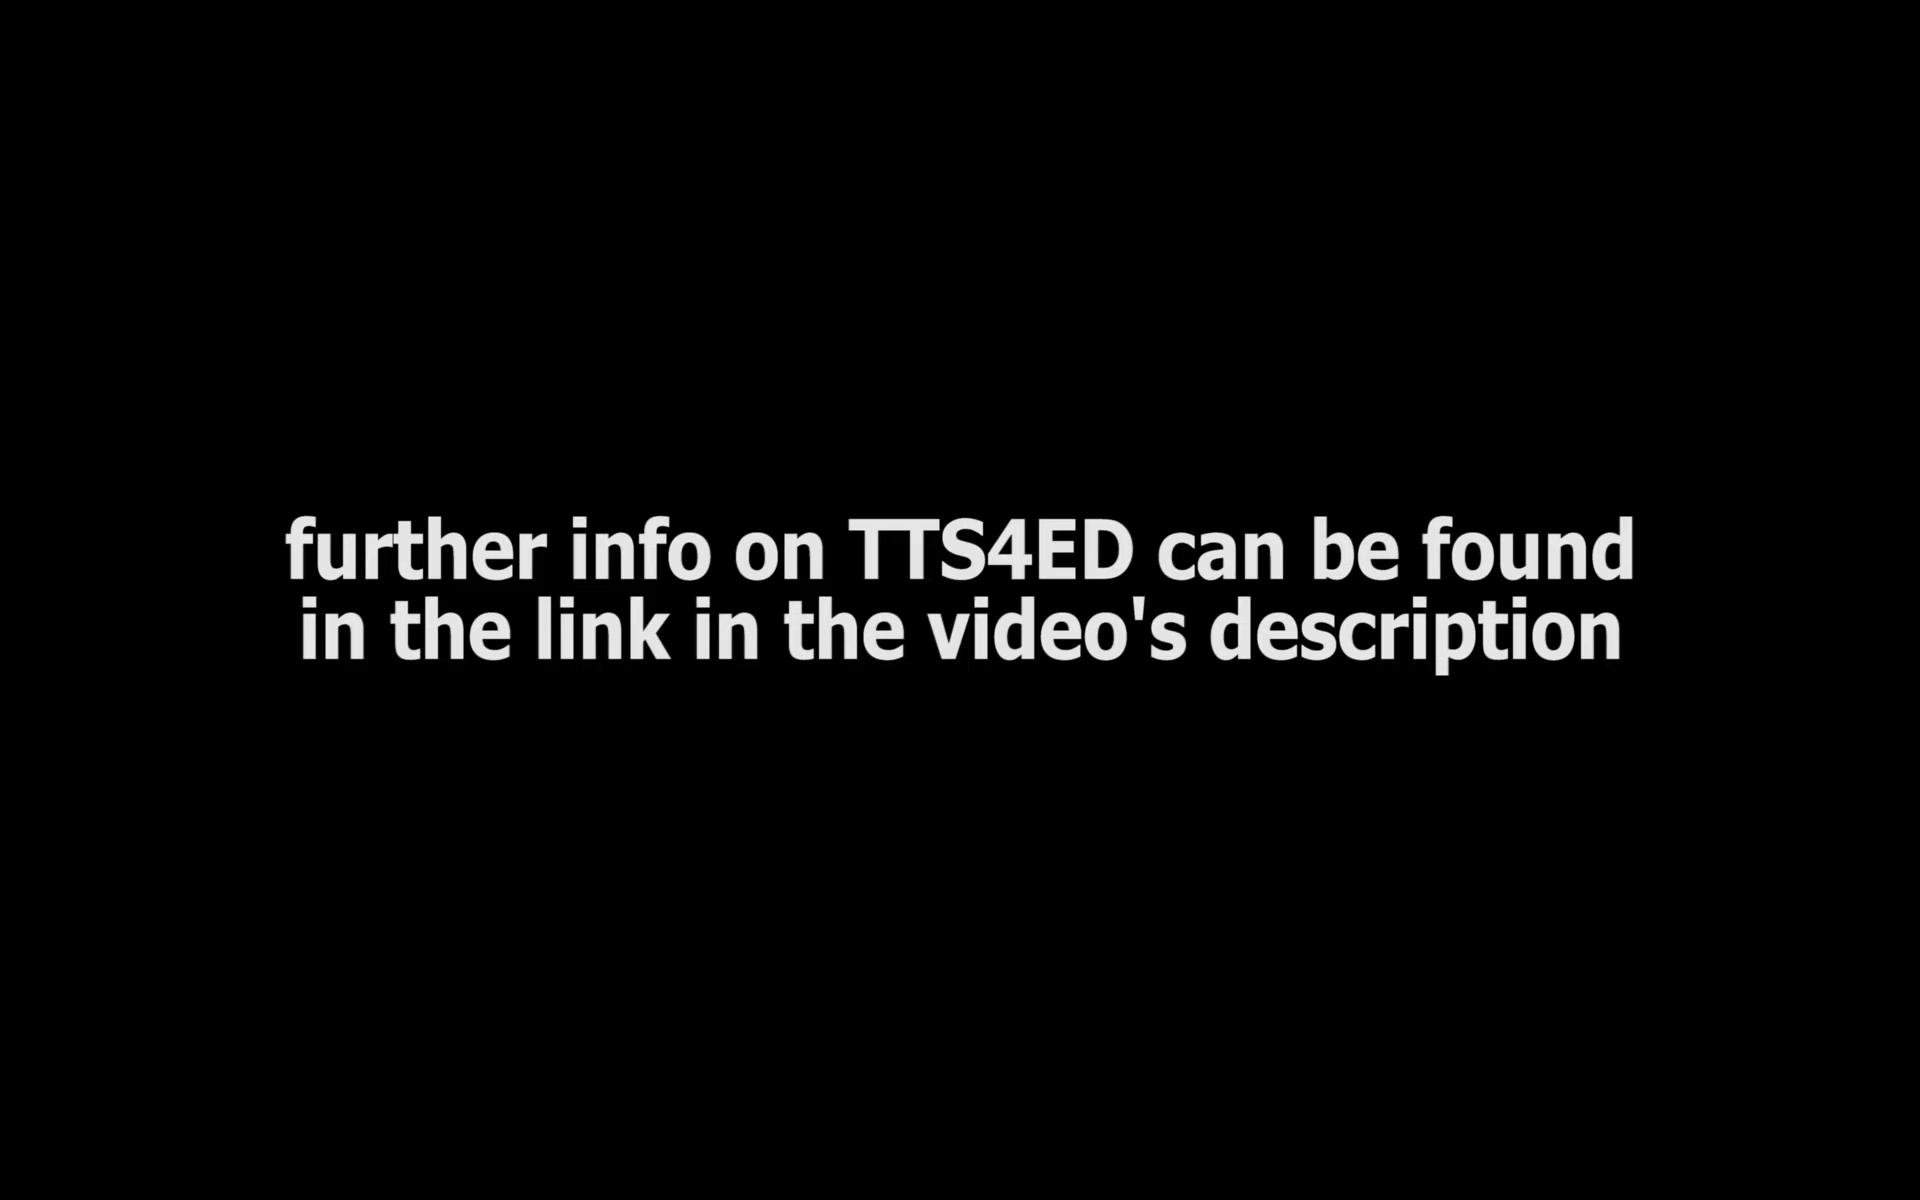 further info on TTS4ED can be found
in the link in the video's description